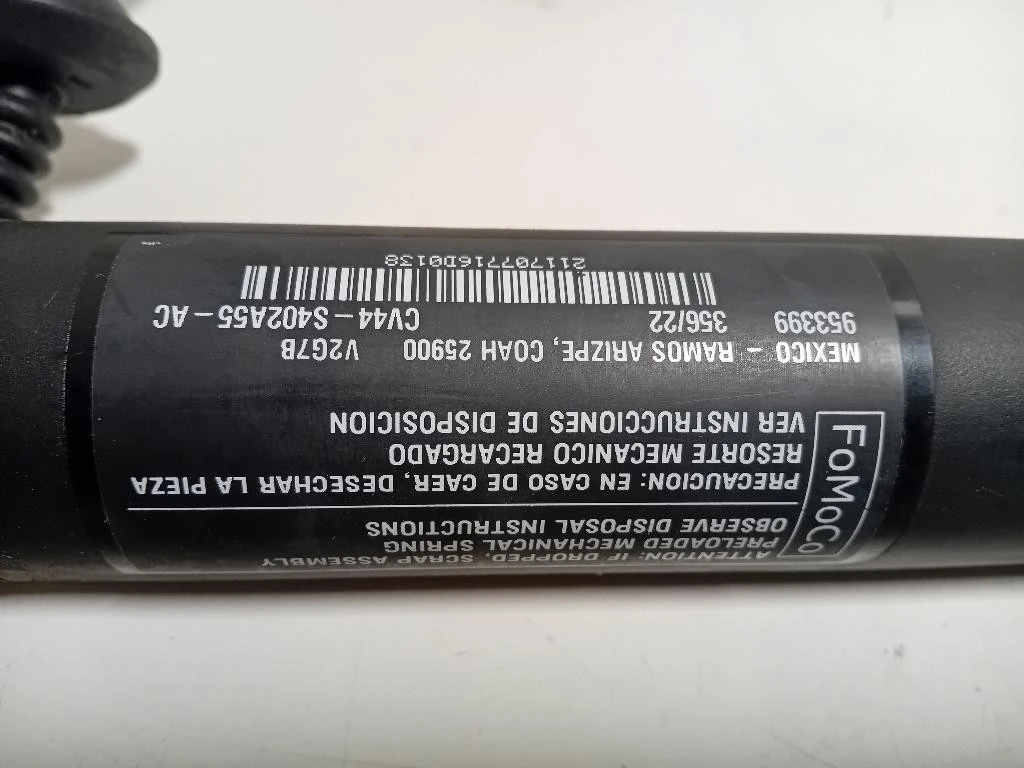 FoMoCo
ATTENTION: IF DROPPED, SCRAP ASSEMBLY
PRELOADED MECHANICAL SPRING
OBSERVE DISPOSAL INSTRUCTIONS
PRECAUCION: EN CASO DE CAER, DESECHAR LA PIEZA
RESORTE MECANICO RECARGADO
VER INSTRUCCIONES DE DISPOSICION
MEXICO - RAMOS ARIZPE, COAH 25900 V2G7B
953399 356/22 CV44-S402A55-AC
211707716D0138